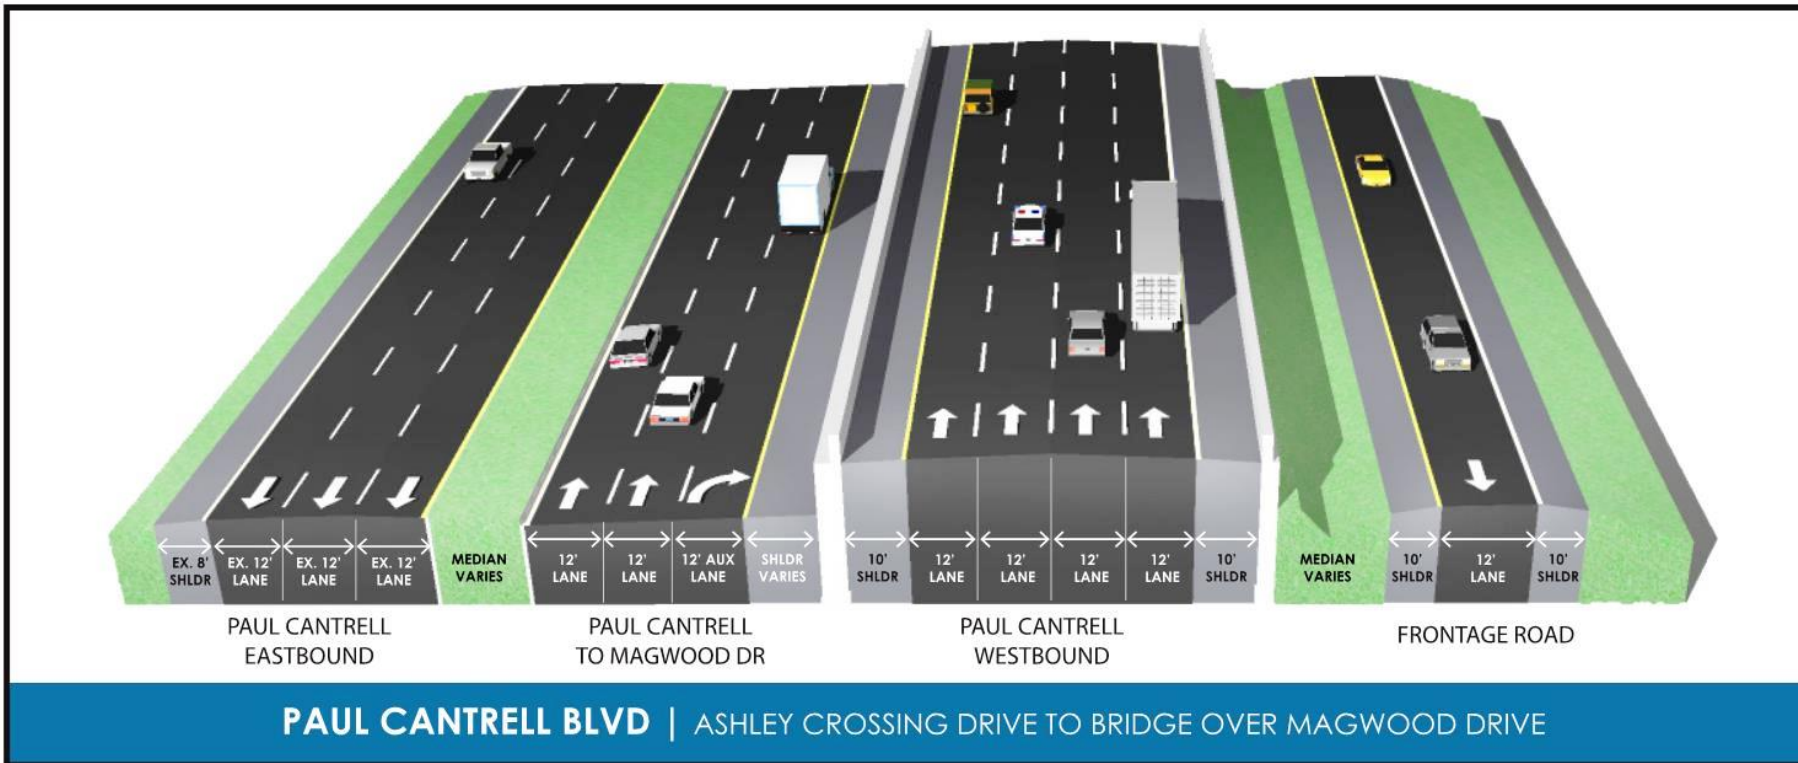 EX. 8' SHLDR
EX. 12' LANE
EX. 12' LANE
EX. 12' LANE
MEDIAN VARIES
12' LANE
12' LANE
12' AUX LANE
SHLDR VARIES
10' SHLDR
12' LANE
12' LANE
12' LANE
12' LANE
10' SHLDR
MEDIAN VARIES
10' SHLDR
12' LANE
10' SHLDR
PAUL CANTRELL
EASTBOUND
PAUL CANTRELL
TO MAGWOOD DR
PAUL CANTRELL
WESTBOUND
FRONTAGE ROAD
PAUL CANTRELL BLVD | ASHLEY CROSSING DRIVE TO BRIDGE OVER MAGWOOD DRIVE